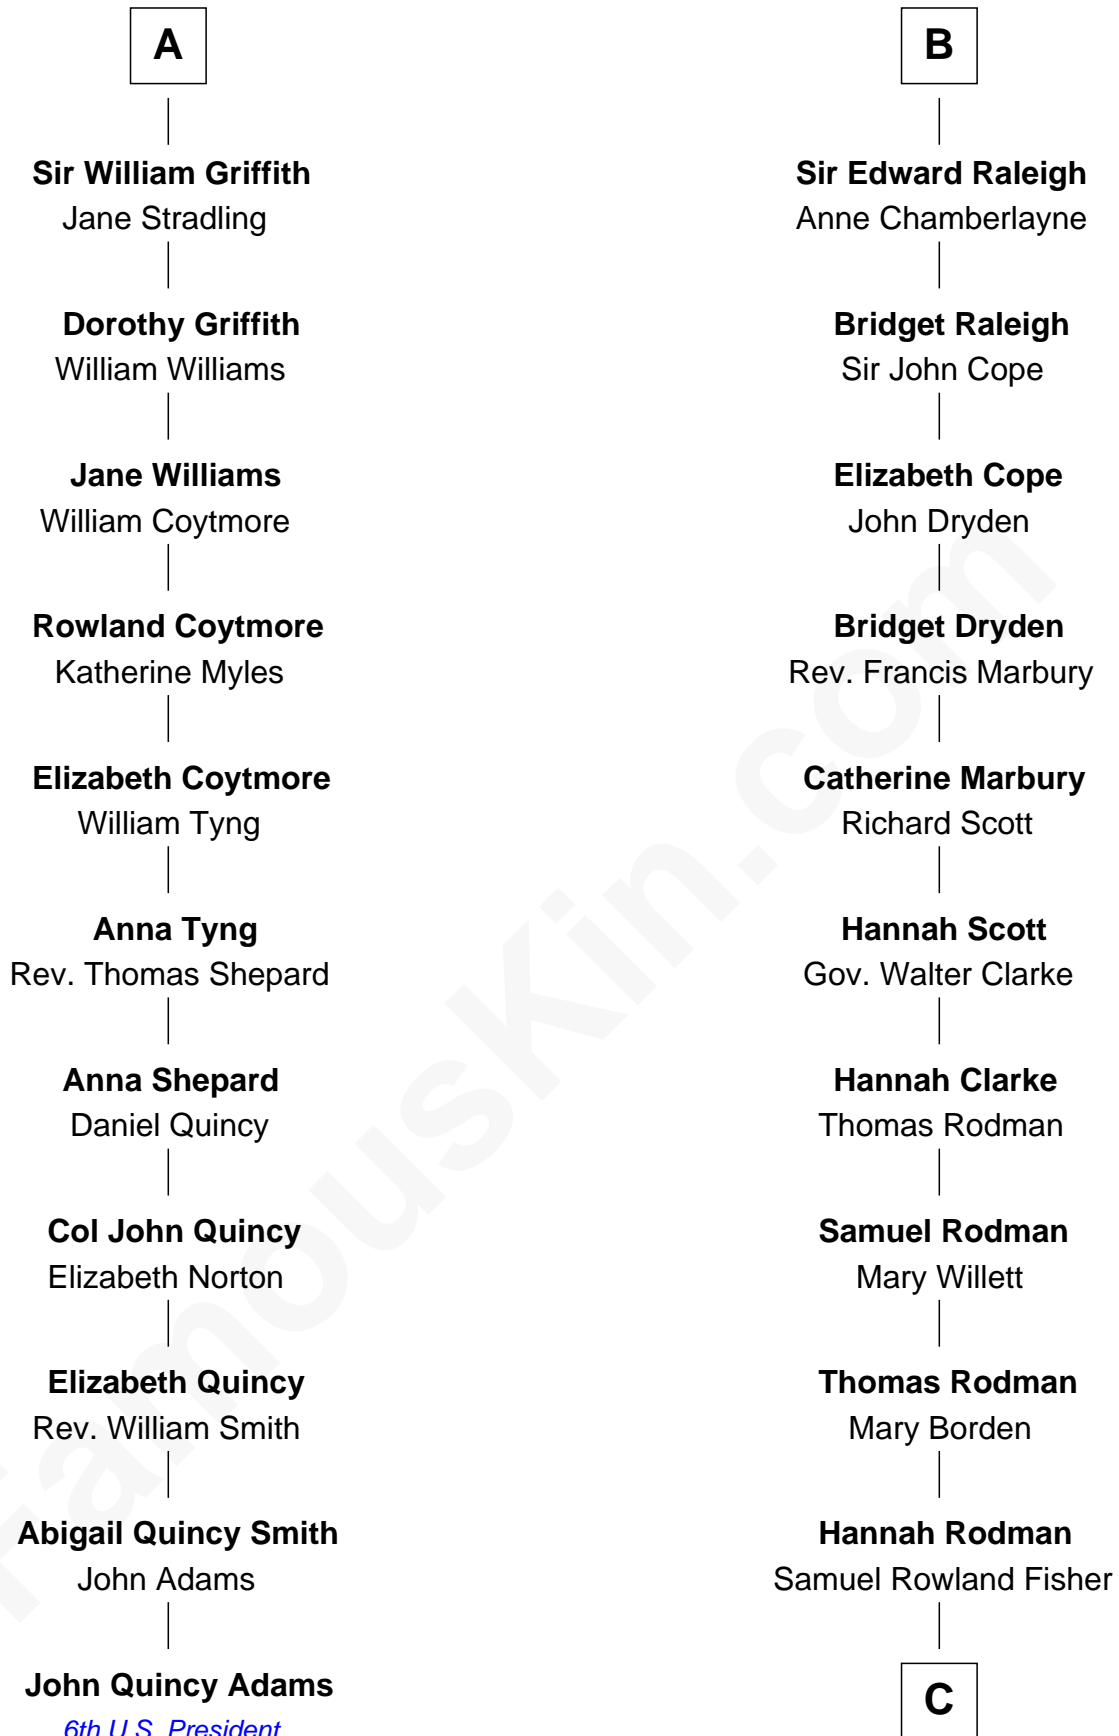 A
Sir William Griffith
Jane Stradling
Dorothy Griffith
William Williams
Jane Williams
William Coytmore
Rowland Coytmore
Katherine Myles
Elizabeth Coytmore
William Tyng
Anna Tyng
Rev. Thomas Shepard
Anna Shepard
Daniel Quincy
Col John Quincy
Elizabeth Norton
Elizabeth Quincy
Rev. William Smith
Abigail Quincy Smith
John Adams
John Quincy Adams
6th U.S. President
B
Sir Edward Raleigh
Anne Chamberlayne
Bridget Raleigh
Sir John Cope
Elizabeth Cope
John Dryden
Bridget Dryden
Rev. Francis Marbury
Catherine Marbury
Richard Scott
Hannah Scott
Gov. Walter Clarke
Hannah Clarke
Thomas Rodman
Samuel Rodman
Mary Willett
Thomas Rodman
Mary Borden
Hannah Rodman
Samuel Rowland Fisher
C
FamousKin.com